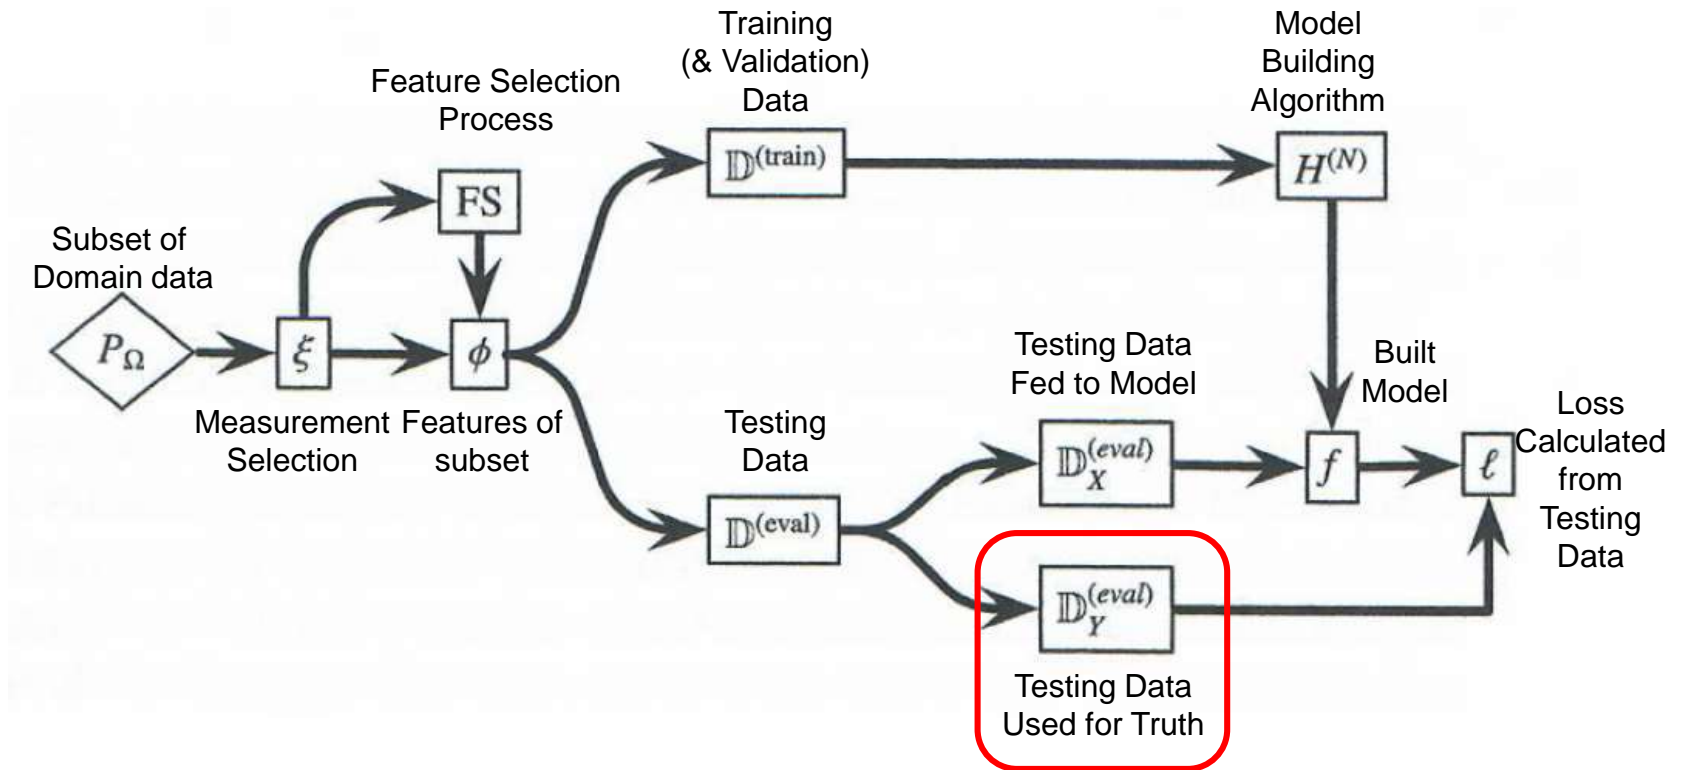 Training
(& Validation)
Data
Model
Building
Algorithm
Feature Selection
Process
𝔻(train)
H(N)
FS
Subset of
Domain data
PΩ
ξ
ϕ
Measurement
Selection
Features of
subset
Testing
Data
Testing Data
Fed to Model
Built
Model
Loss
Calculated
from
Testing
Data
𝔻X(eval)
f
ℓ
𝔻(eval)
𝔻Y(eval)
Testing Data
Used for Truth